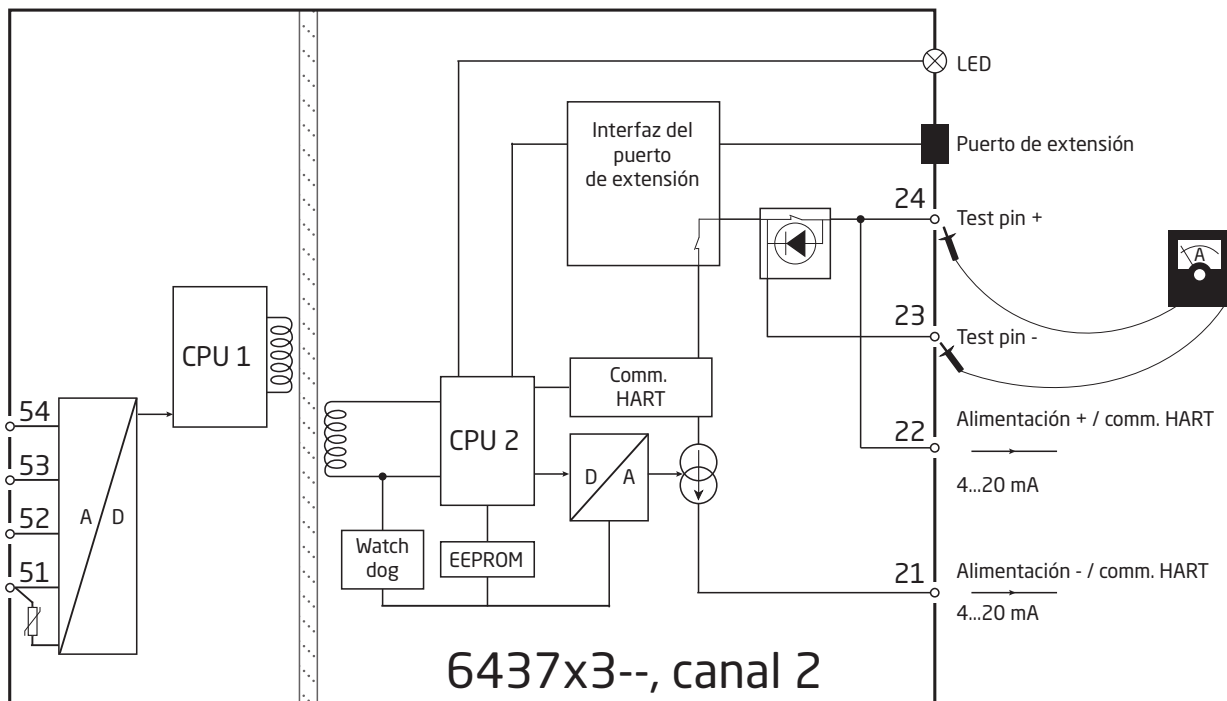 LED
Interfaz del
puerto
de extensión
Puerto de extensión
24
Test pin +
A
CPU 1
23
Test pin -
Comm.
HART
54
53
52
51
A / D
CPU 2
D / A
22
Alimentación + / comm. HART
4...20 mA
Watch
dog
EEPROM
21
Alimentación - / comm. HART
4...20 mA
6437x3--, canal 2